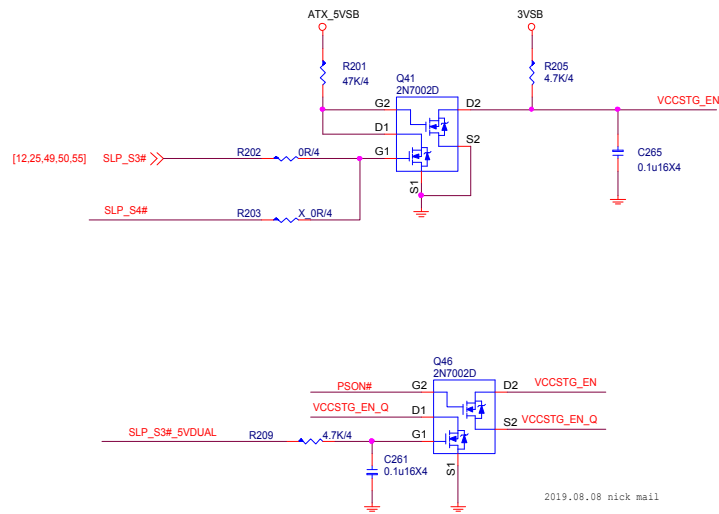 ATX_5VSB
3VSB
R201
47K/4
Q41
2N7002D
R205
4.7K/4
G2
D2
VCCSTG_EN
D1
S2
[12,25,49,50,55]
SLP_S3#
R202
0R/4
G1
C265
0.1u16X4
S1
SLP_S4#
R203
X_0R/4
Q46
2N7002D
PSON#
G2
D2
VCCSTG_EN
VCCSTG_EN_Q
D1
S2
VCCSTG_EN_Q
SLP_S3#_5VDUAL
R209
4.7K/4
G1
C261
0.1u16X4
S1
2019.08.08 nick mail